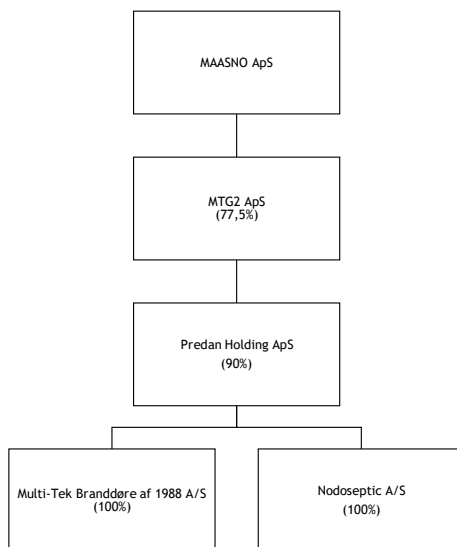 MAASNO ApS
MTG2 ApS
(77,5%)
Predan Holding ApS
(90%)
Multi-Tek Branddøre af 1988 A/S
(100%)
Nodoseptic A/S
(100%)